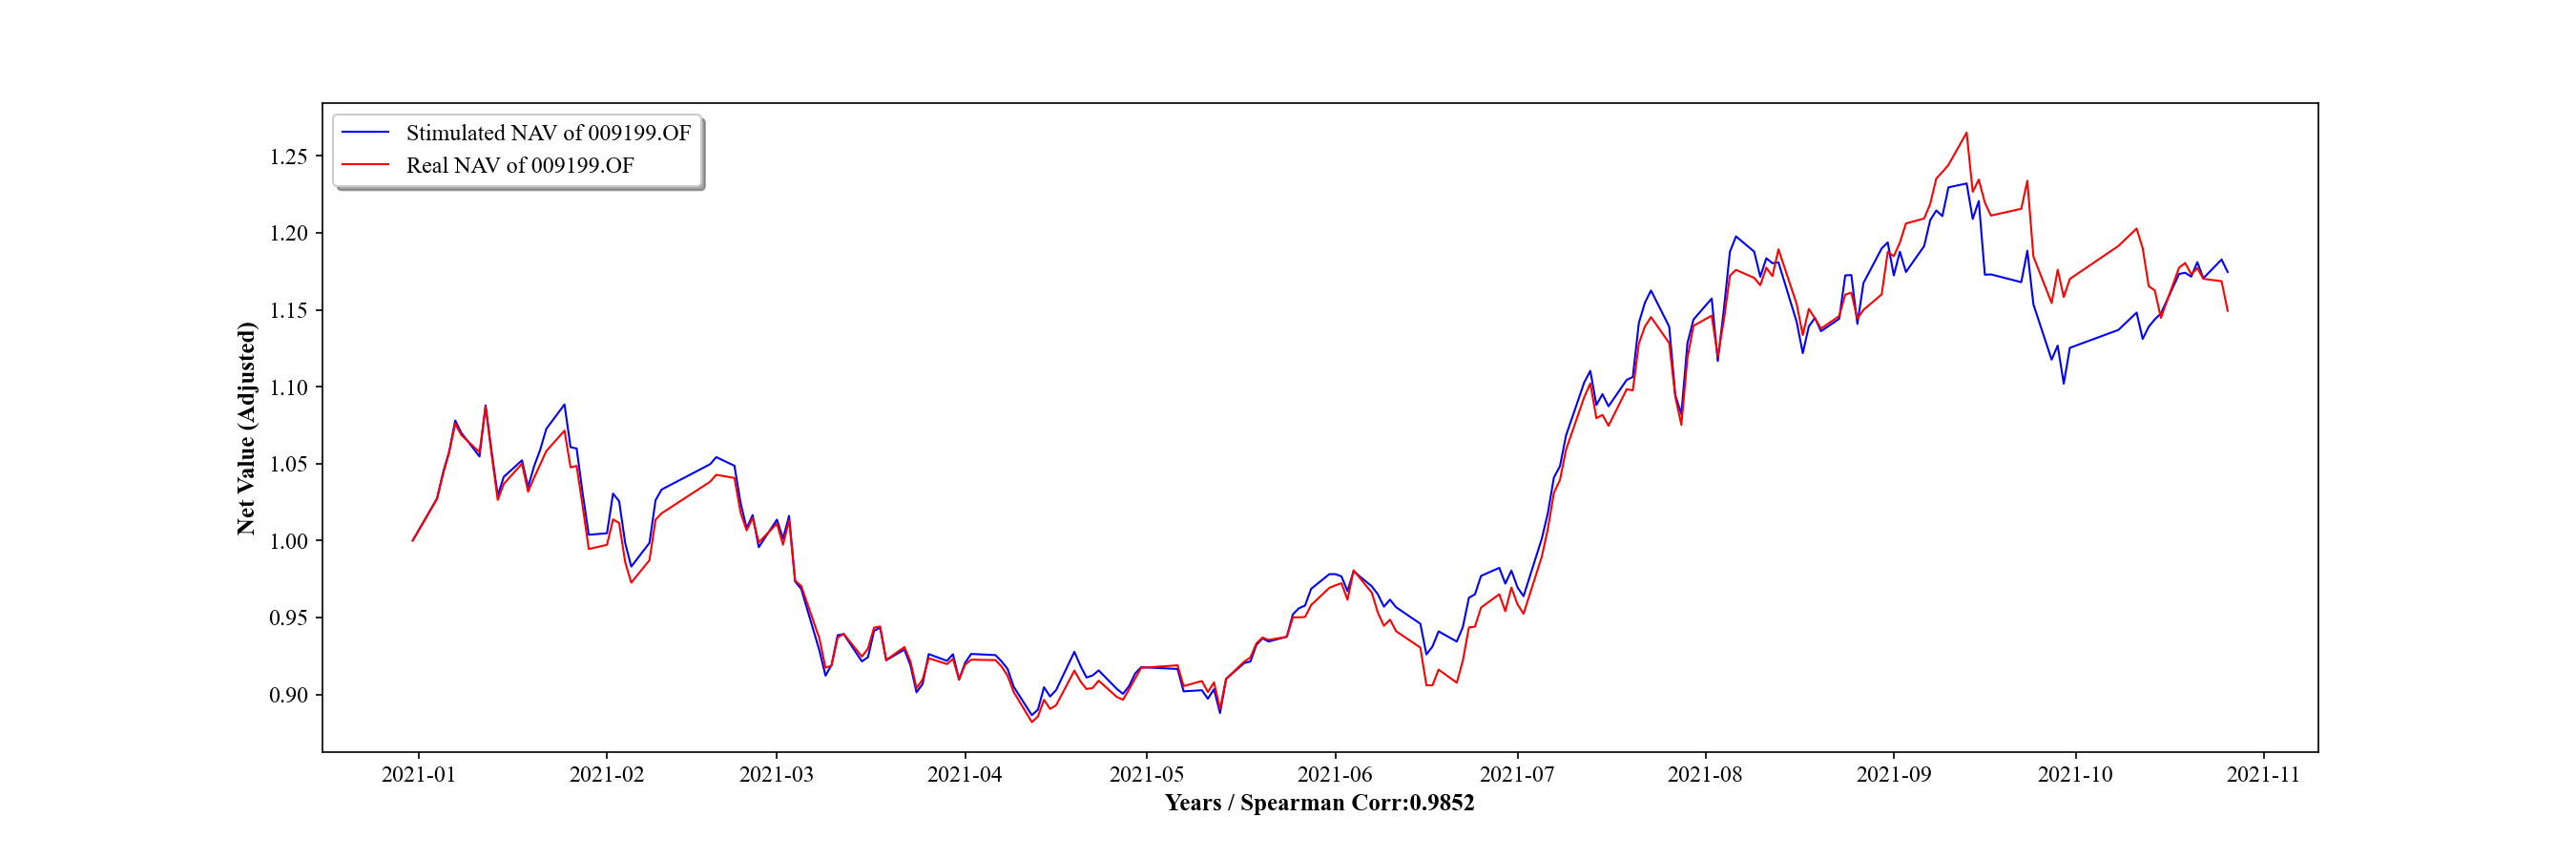 Stimulated NAV of 009199.OF
Real NAV of 009199.OF
1.25
1.20
1.15
1.10
1.05
1.00
0.95
0.90
Net Value (Adjusted)
2021-01 2021-02 2021-03 2021-04 2021-05 2021-06 2021-07 2021-08 2021-09 2021-10 2021-11
Years / Spearman Corr:0.9852